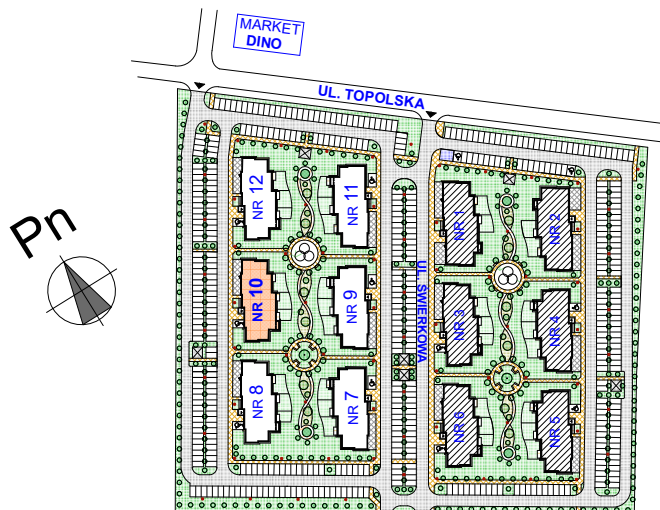 MARKET
DINO
UL. TOPOLSKA
Pn
NR 12
NR 11
NR 1
NR 2
NR 10
NR 9
UL. ŚWIERKOWA
NR 3
NR 4
NR 8
NR 7
NR 6
NR 5